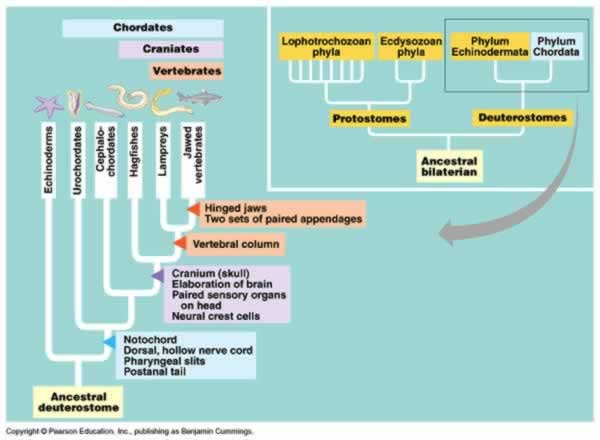 Chordates
Craniates
Vertebrates
Echinoderms
Urochordates
Cephalo-
chordates
Hagfishes
Lampreys
Jawed
vertebrates
Hinged jaws
Two sets of paired appendages
Vertebral column
Cranium (skull)
Elaboration of brain
Paired sensory organs
on head
Neural crest cells
Notochord
Dorsal, hollow nerve cord
Pharyngeal slits
Postanal tail
Ancestral
deuterostome
Lophotrochozoan
phyla
Ecdysozoan
phyla
Phylum
Echinodermata
Phylum
Chordata
Protostomes
Deuterostomes
Ancestral
bilaterian
Copyright © Pearson Education, Inc., publishing as Benjamin Cummings.